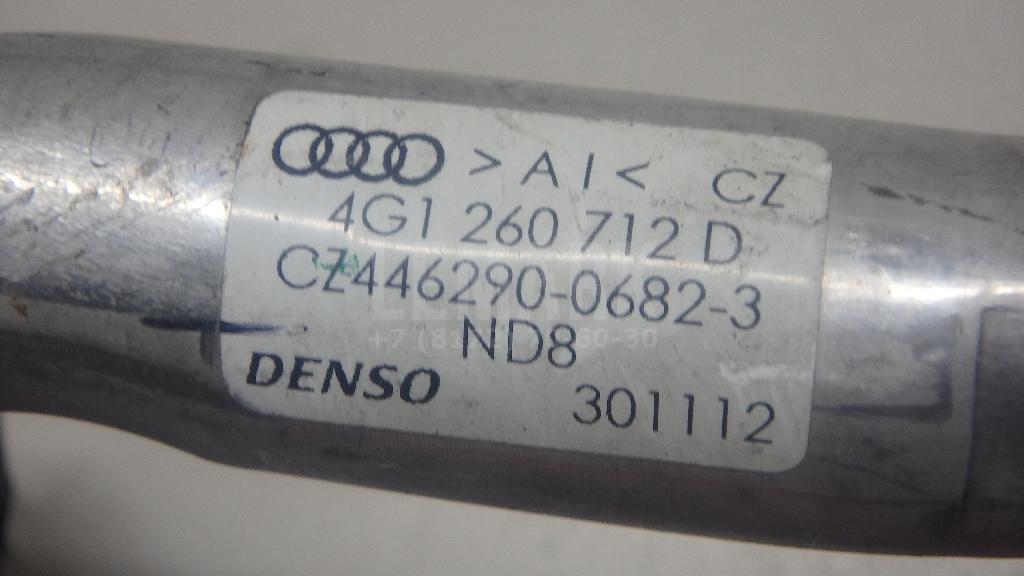 >AI< CZ
4G1 260 712 D
CZ446290-0682-3
ND8
DENSO
301112